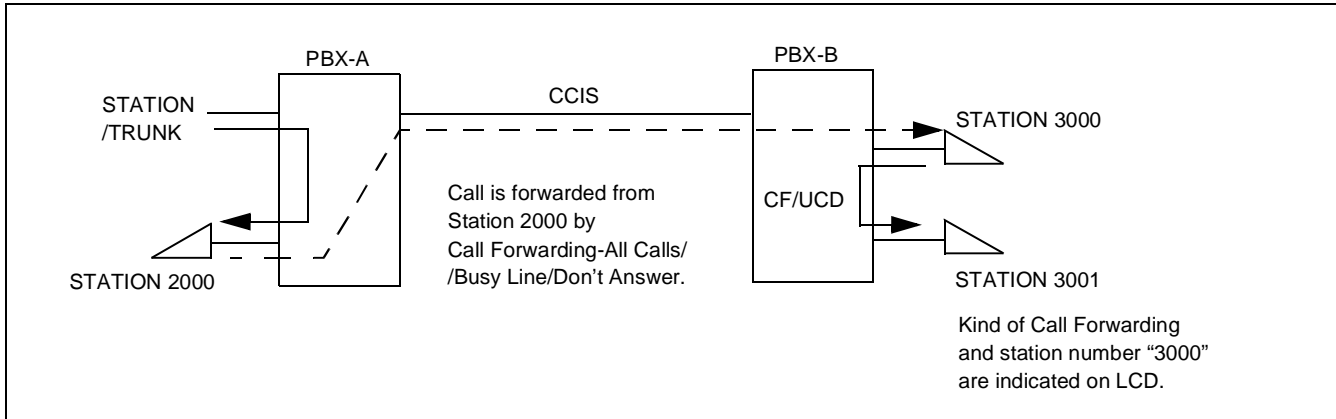 PBX-A
PBX-B
STATION
/TRUNK
CCIS
STATION 3000
Call is forwarded from
Station 2000 by
Call Forwarding-All Calls/
/Busy Line/Don’t Answer.
CF/UCD
STATION 2000
STATION 3001
Kind of Call Forwarding
and station number “3000”
are indicated on LCD.